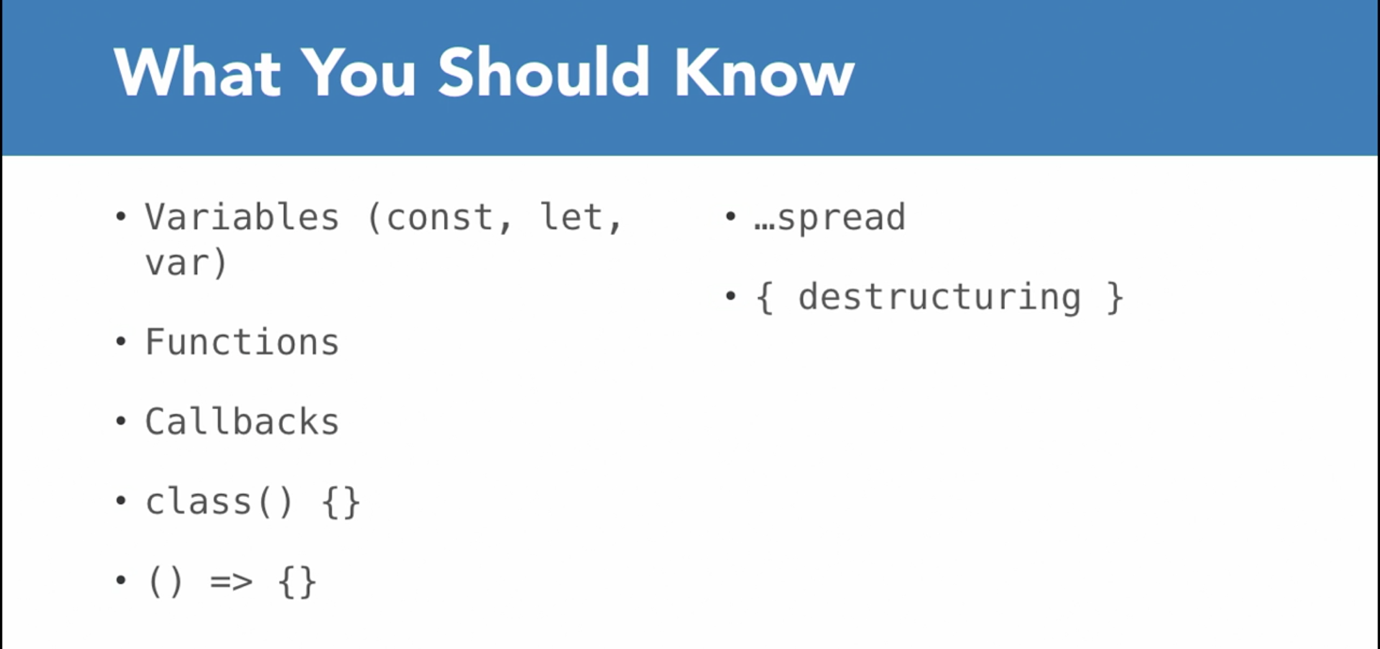 What You Should Know
• Variables (const, let,
var)
• Functions
• Callbacks
• class() {}
• () => {}
• …spread
• { destructuring }